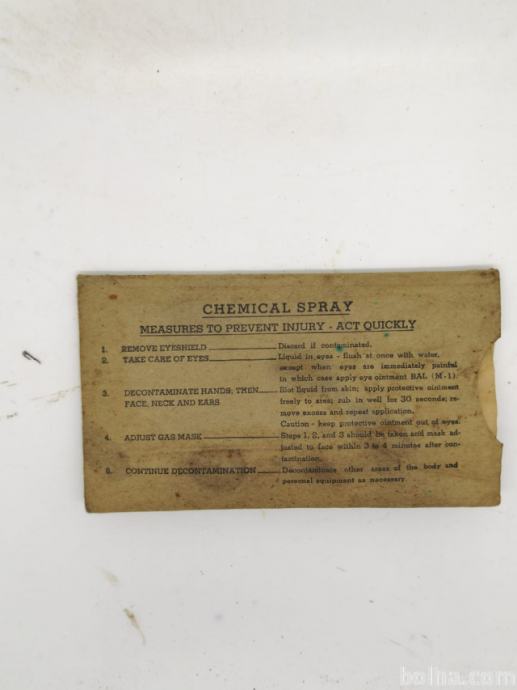 CHEMICAL SPRAY
MEASURES TO PREVENT INJURY - ACT QUICKLY
1. REMOVE EYESHIELD Discard if contaminated.
2. TAKE CARE OF EYES Liquid in eyes - flush at once with water,
except when eyes are immediately painful
in which case apply eye ointment BAL (M-1).
3. DECONTAMINATE HANDS; THEN Blot liquid from skin; apply protective ointment
FACE, NECK AND EARS freely to area; rub in well for 30 seconds; re-
move excess and repeat application.
Caution - keep protective ointment out of eyes.
4. ADJUST GAS MASK Steps 1, 2, and 3 should be taken and mask ad-
justed to face within 3 to 4 minutes after con-
tamination.
5. CONTINUE DECONTAMINATION Decontaminate other areas of the body and
personal equipment as necessary
bolha.com